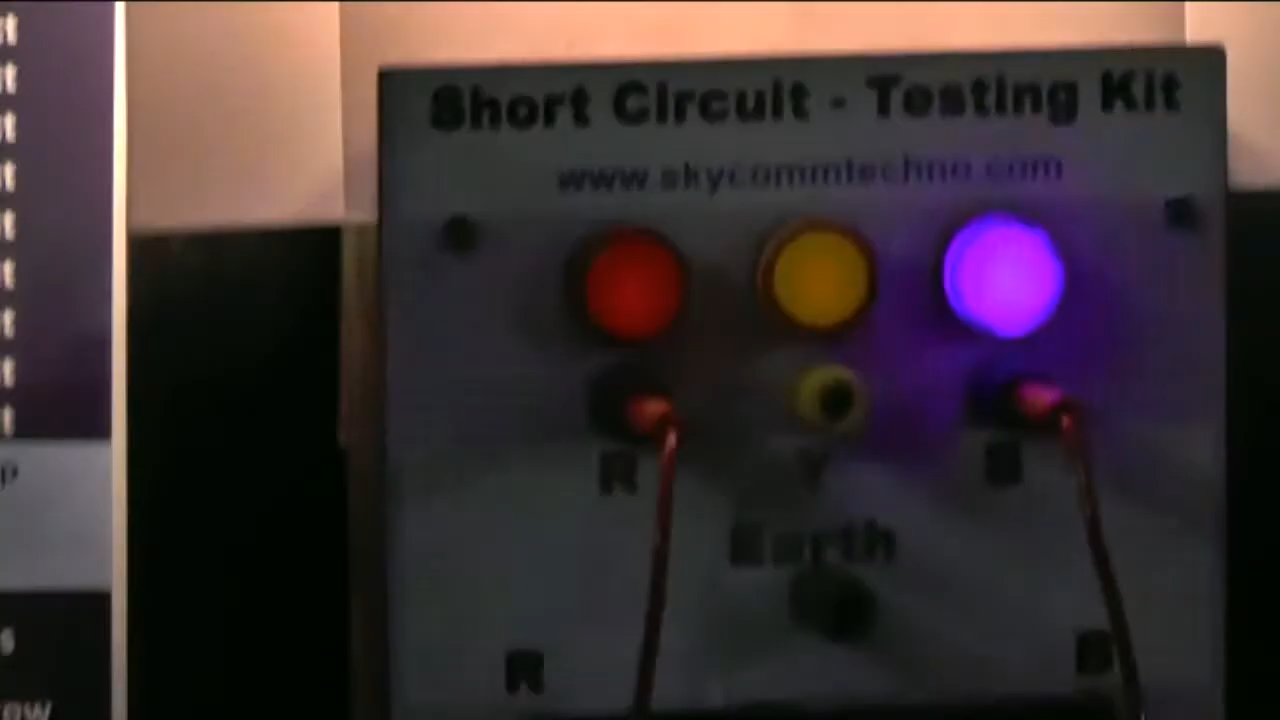 Short Circuit - Testing Kit
www.skycommtechno.com
R Y B
Earth
R B